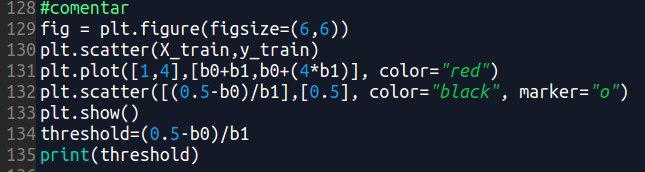 128 #comentar
129 fig = plt.figure(figsize=(6,6))
130 plt.scatter(X_train,y_train)
131 plt.plot([1,4],[b0+b1,b0+(4*b1)], color="red")
132 plt.scatter([(0.5-b0)/b1],[0.5], color="black", marker="o")
133 plt.show()
134 threshold=(0.5-b0)/b1
135 print(threshold)